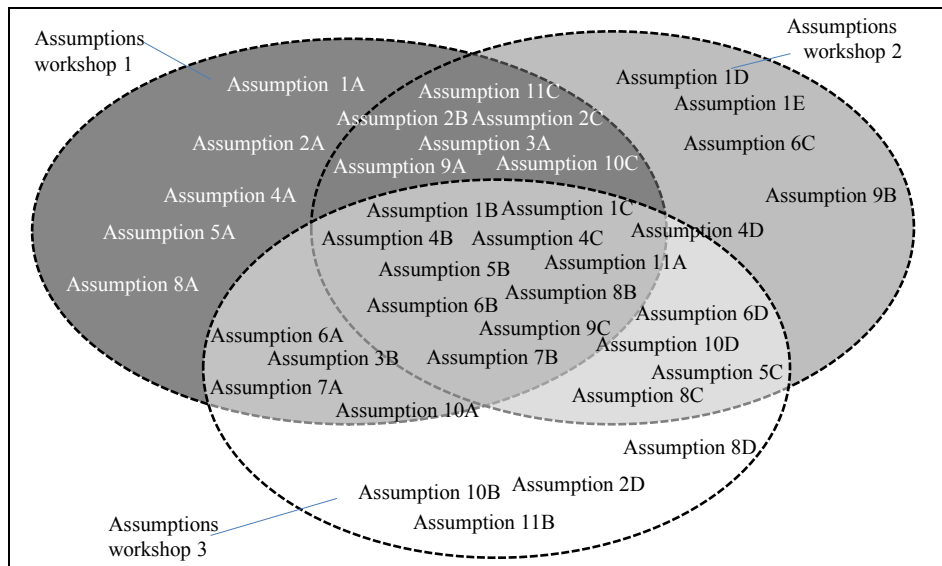 Assumptions
workshop 1
Assumptions
workshop 2
Assumption 1A
Assumption 11C
Assumption 1D
Assumption 1E
Assumption 2B
Assumption 2C
Assumption 2A
Assumption 3A
Assumption 6C
Assumption 9A
Assumption 10C
Assumption 4A
Assumption 9B
Assumption 1B
Assumption 1C
Assumption 5A
Assumption 4B
Assumption 4C
Assumption 4D
Assumption 5B
Assumption 11A
Assumption 8A
Assumption 6B
Assumption 8B
Assumption 6D
Assumption 6A
Assumption 9C
Assumption 10D
Assumption 3B
Assumption 7B
Assumption 5C
Assumption 7A
Assumption 8C
Assumption 10A
Assumption 8D
Assumption 10B
Assumption 2D
Assumption 11B
Assumptions
workshop 3